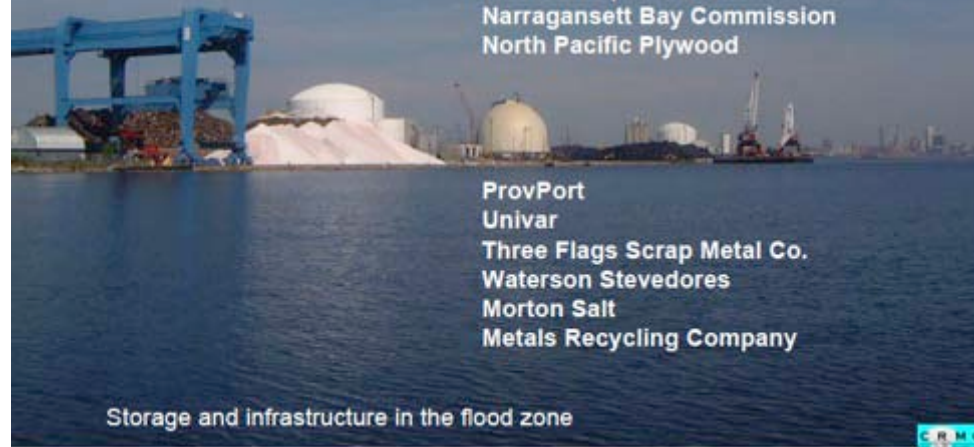 Narragansett Bay Commission
North Pacific Plywood
ProvPort
Univar
Three Flags Scrap Metal Co.
Waterson Stevedores
Morton Salt
Metals Recycling Company
Storage and infrastructure in the flood zone
C R M